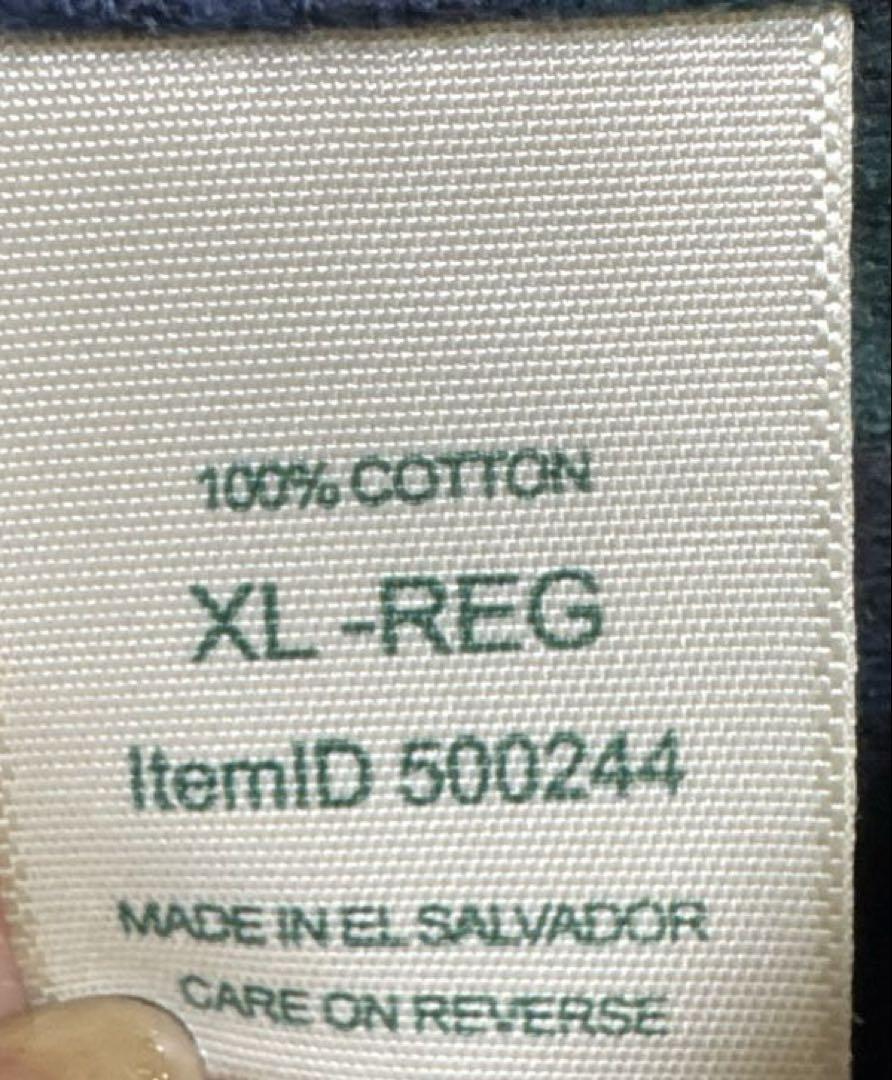 100% COTTON
XL -REG
ItemID 500244
MADE IN EL SALVADOR
CARE ON REVERSE